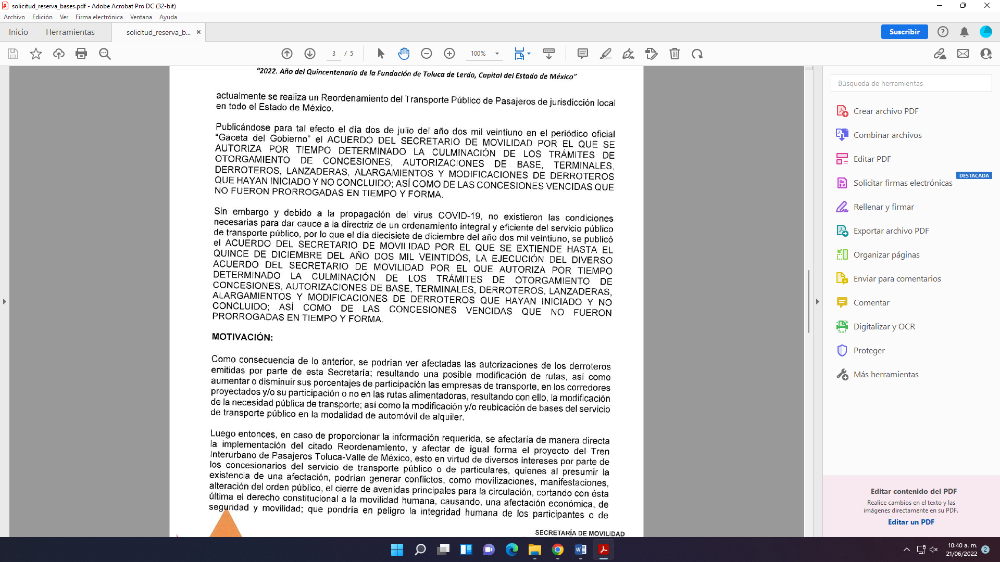 solicitud_reserva_bases.pdf - Adobe Acrobat Pro DC (32-bit)
Archivo Edición Ver Firma electrónica Ventana Ayuda
Inicio Herramientas solicitud_reserva_b... ×
Suscribir
3 / 5
100%
"2022. Año del Quincentenario de la Fundación de Toluca de Lerdo, Capital del Estado de México"
actualmente se realiza un Reordenamiento del Transporte Público de Pasajeros de jurisdicción local
en todo el Estado de México.
Publicándose para tal efecto el día dos de julio del año dos mil veintiuno en el periódico oficial
"Gaceta del Gobierno" el ACUERDO DEL SECRETARIO DE MOVILIDAD POR EL QUE SE
AUTORIZA POR TIEMPO DETERMINADO LA CULMINACIÓN DE LOS TRÁMITES DE
OTORGAMIENTO DE CONCESIONES, AUTORIZACIONES DE BASE, TERMINALES,
DERROTEROS, LANZADERAS, ALARGAMIENTOS Y MODIFICACIONES DE DERROTEROS
QUE HAYAN INICIADO Y NO CONCLUIDO; ASÍ COMO DE LAS CONCESIONES VENCIDAS QUE
NO FUERON PRORROGADAS EN TIEMPO Y FORMA.
Sin embargo y debido a la propagación del virus COVID-19, no existieron las condiciones
necesarias para dar cauce a la directriz de un ordenamiento integral y eficiente del servicio público
de transporte público, por lo que el día diecisiete de diciembre del año dos mil veintiuno, se publicó
el ACUERDO DEL SECRETARIO DE MOVILIDAD POR EL QUE SE EXTIENDE HASTA EL
QUINCE DE DICIEMBRE DEL AÑO DOS MIL VEINTIDÓS, LA EJECUCIÓN DEL DIVERSO
ACUERDO DEL SECRETARIO DE MOVILIDAD POR EL QUE AUTORIZA POR TIEMPO
DETERMINADO LA CULMINACIÓN DE LOS TRÁMITES DE OTORGAMIENTO DE
CONCESIONES, AUTORIZACIONES DE BASE, TERMINALES, DERROTEROS, LANZADERAS,
ALARGAMIENTOS Y MODIFICACIONES DE DERROTEROS QUE HAYAN INICIADO Y NO
CONCLUIDO; ASÍ COMO DE LAS CONCESIONES VENCIDAS QUE NO FUERON
PRORROGADAS EN TIEMPO Y FORMA.
MOTIVACIÓN:
Como consecuencia de lo anterior, se podrían ver afectadas las autorizaciones de los derroteros
emitidas por parte de esta Secretaría; resultando una posible modificación de rutas, así como
aumentar o disminuir sus porcentajes de participación las empresas de transporte, en los corredores
proyectados y/o su participación o no en las rutas alimentadoras, resultando con ello, la modificación
de la necesidad pública de transporte; así como la modificación y/o reubicación de bases del servicio
de transporte público en la modalidad de automóvil de alquiler.
Luego entonces, en caso de proporcionar la información requerida, se afectaría de manera directa
la implementación del citado Reordenamiento, y afectar de igual forma el proyecto del Tren
Interurbano de Pasajeros Toluca-Valle de México, esto en virtud de diversos intereses por parte de
los concesionarios del servicio de transporte público o de particulares, quienes al presumir la
existencia de una afectación, podrían generar conflictos, como movilizaciones, manifestaciones,
alteración del orden público, el cierre de avenidas principales para la circulación, cortando con ésta
última el derecho constitucional a la movilidad humana, causando, una afectación económica, de
seguridad y movilidad; que pondría en peligro la integridad humana de los participantes o de
SECRETARÍA DE MOVILIDAD
Búsqueda de herramientas
Crear archivo PDF
Combinar archivos
Editar PDF
DESTACADA
Solicitar firmas electrónicas
Rellenar y firmar
Exportar archivo PDF
Organizar páginas
Enviar para comentarios
Comentar
Digitalizar y OCR
Proteger
Más herramientas
Editar contenido del PDF
Realice cambios en el texto y las
imágenes directamente en su PDF.
Editar un PDF
10:40 a. m.
21/06/2022
2